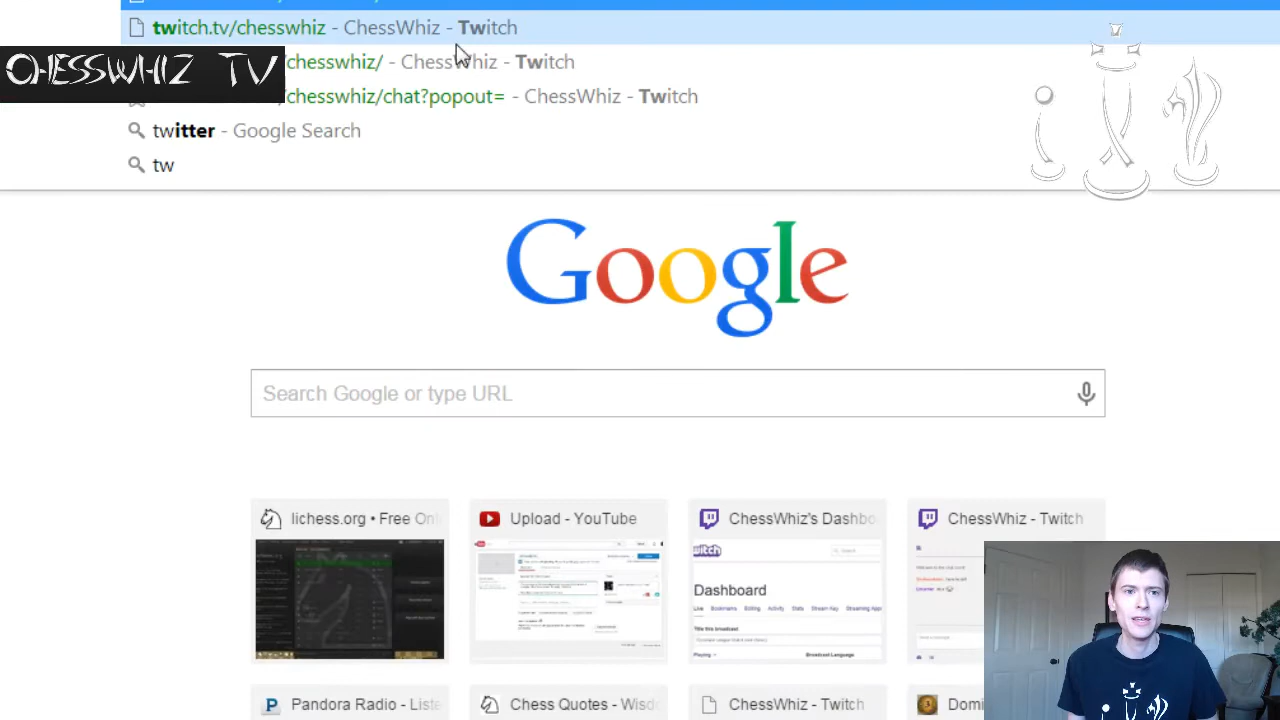 twitch.tv/chesswhiz - ChessWhiz - Twitch
CHESSWHIZ TV
/chesswhiz/ - ChessWhiz - Twitch
/chesswhiz/chat?popout= - ChessWhiz - Twitch
twitter - Google Search
tw
Google
Search Google or type URL
lichess.org • Free Onl
Upload - YouTube
ChessWhiz's Dashbo
ChessWhiz - Twitch
Dashboard
Pandora Radio - Liste
Chess Quotes - Wisd
ChessWhiz - Twitch
Domi